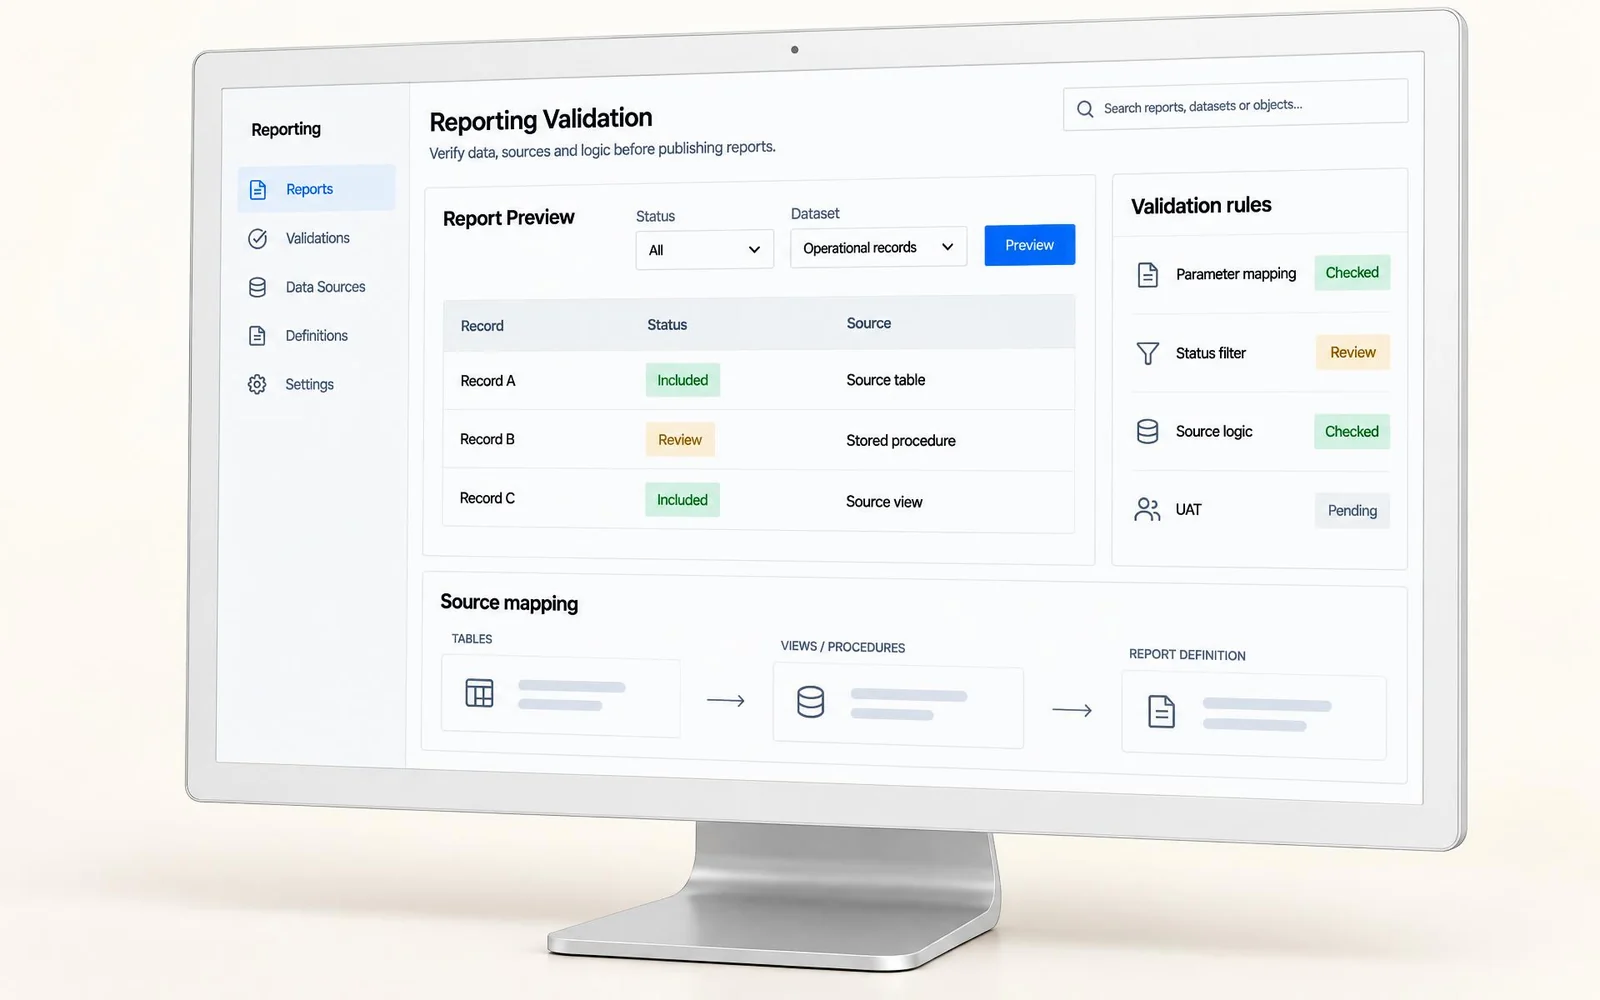 Reporting
Reports
Validations
Data Sources
Definitions
Settings
Reporting Validation
Verify data, sources and logic before publishing reports.
Search reports, datasets or objects...
Report Preview
Status
All
Dataset
Operational records
Preview
Record Status Source
Record A Included Source table
Record B Review Stored procedure
Record C Included Source view
Validation rules
Parameter mapping Checked
Status filter Review
Source logic Checked
UAT Pending
Source mapping
TABLES
VIEWS / PROCEDURES
REPORT DEFINITION